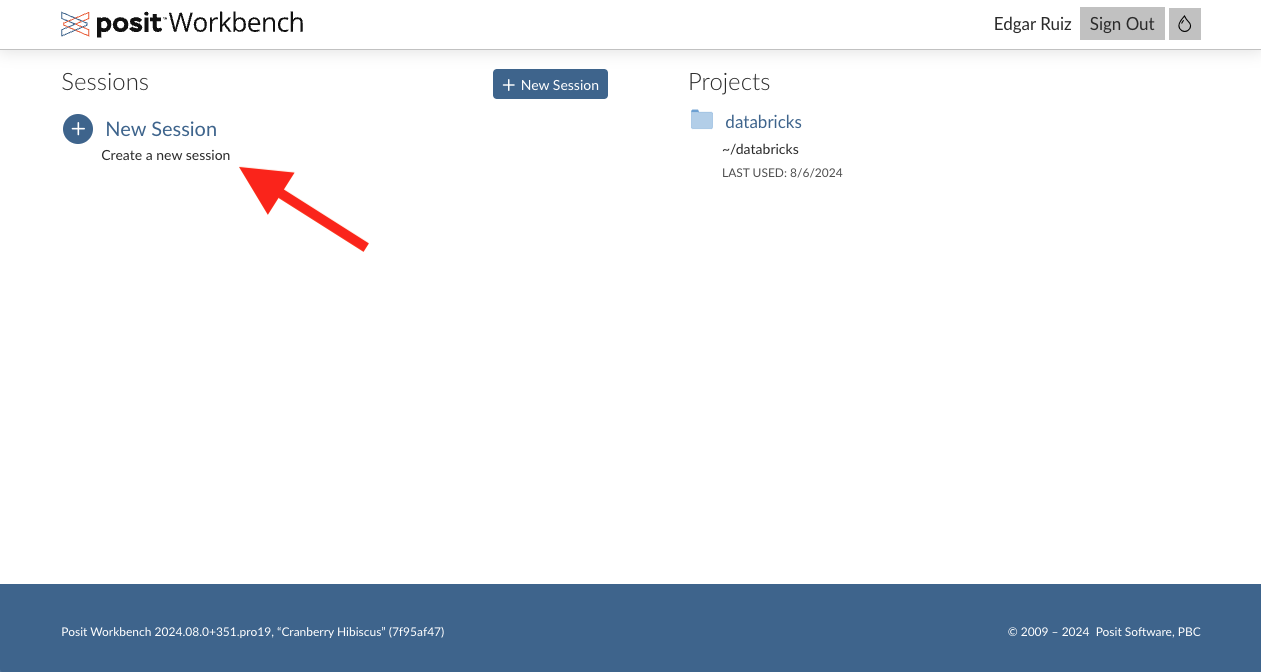 posit™ Workbench
Edgar Ruiz Sign Out
Sessions
+ New Session
New Session
Create a new session
Projects
databricks
~/databricks
LAST USED: 8/6/2024
Posit Workbench 2024.08.0+351.pro19, “Cranberry Hibiscus” (7f95af47)
© 2009 – 2024 Posit Software, PBC